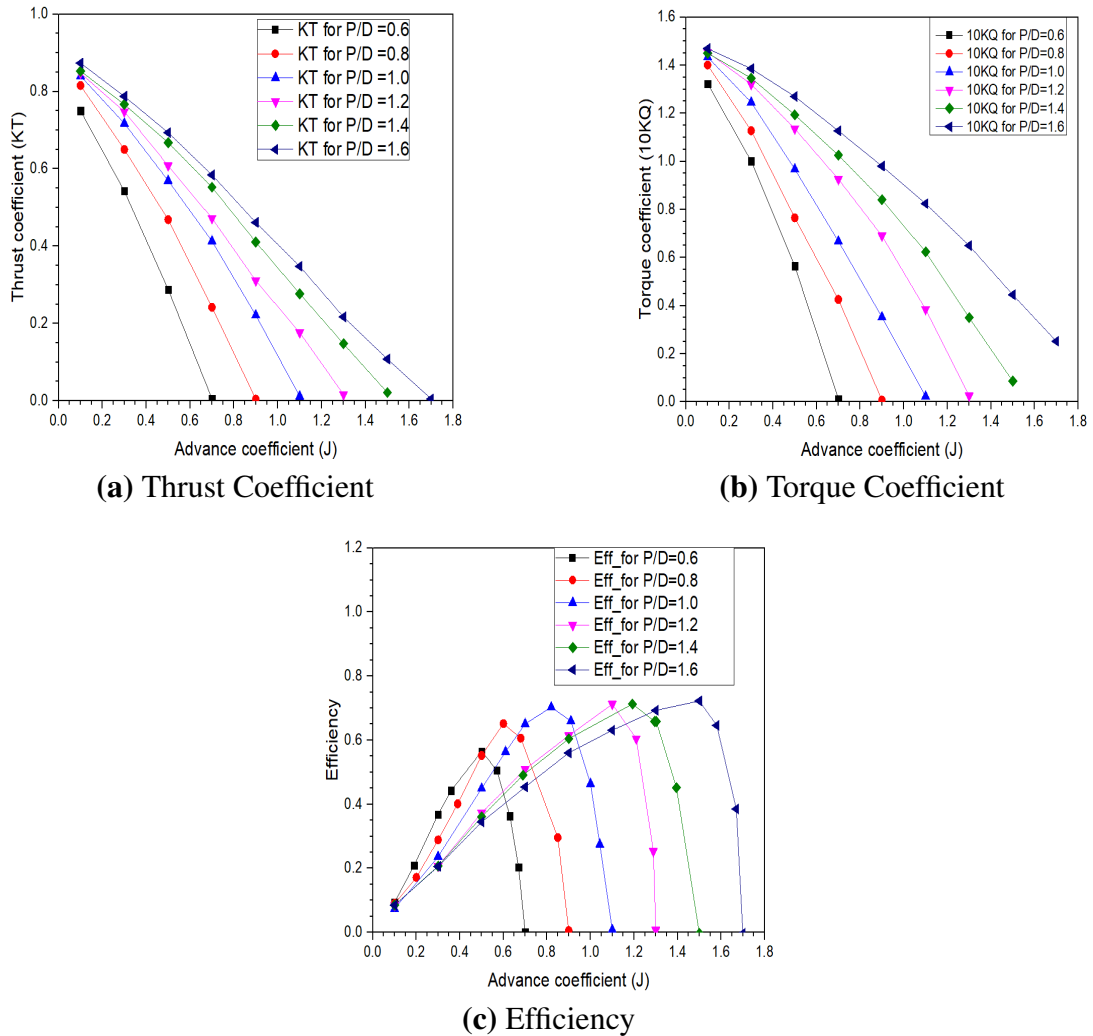 KT for P/D =0.6
KT for P/D =0.8
KT for P/D =1.0
KT for P/D =1.2
KT for P/D =1.4
KT for P/D =1.6
1.0
0.8
0.6
0.4
0.2
0.0
Thrust coefficient (KT)
0.0 0.2 0.4 0.6 0.8 1.0 1.2 1.4 1.6 1.8
Advance coefficient (J)
(a) Thrust Coefficient
10KQ for P/D=0.6
10KQ for P/D=0.8
10KQ for P/D=1.0
10KQ for P/D=1.2
10KQ for P/D=1.4
10KQ for P/D=1.6
1.6
1.4
1.2
1.0
0.8
0.6
0.4
0.2
0.0
Torque coefficient (10KQ)
0.0 0.2 0.4 0.6 0.8 1.0 1.2 1.4 1.6 1.8
Advance coefficient (J)
(b) Torque Coefficient
Eff_for P/D=0.6
Eff_for P/D=0.8
Eff_for P/D=1.0
Eff_for P/D=1.2
Eff_for P/D=1.4
Eff_for P/D=1.6
1.2
1.0
0.8
0.6
0.4
0.2
0.0
Efficiency
0.0 0.2 0.4 0.6 0.8 1.0 1.2 1.4 1.6 1.8
Advance coefficient (J)
(c) Efficiency